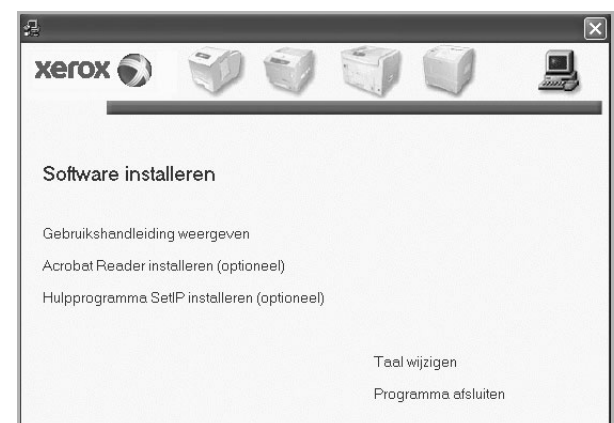 xerox
Software installeren
Gebruikshandleiding weergeven
Acrobat Reader installeren (optioneel)
Hulpprogramma SetIP installeren (optioneel)
Taal wijzigen
Programma afsluiten